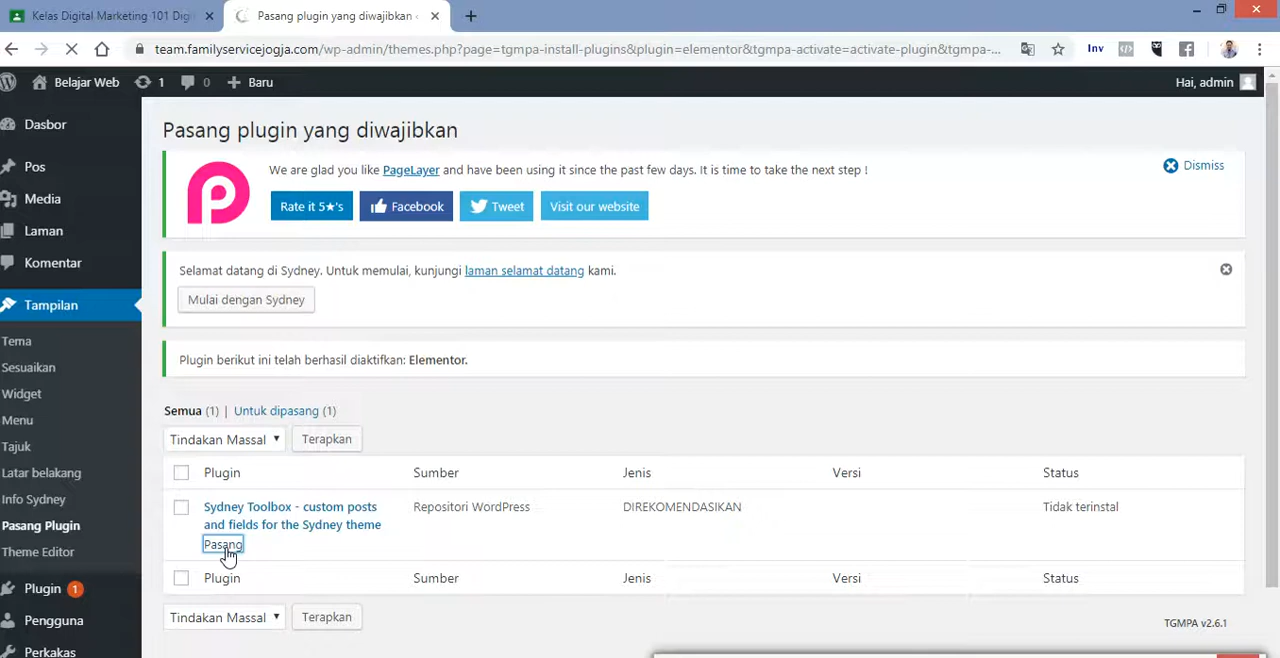 Kelas Digital Marketing 101 Digi
Pasang plugin yang diwajibkan
team.familyservicejogja.com/wp-admin/themes.php?page=tgmpa-install-plugins&plugin=elementor&tgmpa-activate=activate-plugin&tgmpa-...
Inv
Belajar Web 1 0 Baru
Hai, admin
Dasbor
Pos
Media
Laman
Komentar
Tampilan
Tema
Sesuaikan
Widget
Menu
Tajuk
Latar belakang
Info Sydney
Pasang Plugin
Theme Editor
Plugin 1
Pengguna
Perkakas
Pasang plugin yang diwajibkan
We are glad you like PageLayer and have been using it since the past few days. It is time to take the next step !
Dismiss
Rate it 5★'s Facebook Tweet Visit our website
Selamat datang di Sydney. Untuk memulai, kunjungi laman selamat datang kami.
Mulai dengan Sydney
Plugin berikut ini telah berhasil diaktifkan: Elementor.
Semua (1) | Untuk dipasang (1)
Tindakan Massal Terapkan
Plugin Sumber Jenis Versi Status
Sydney Toolbox - custom posts Repositori WordPress DIREKOMENDASIKAN Tidak terinstal
and fields for the Sydney theme
Pasang
Plugin Sumber Jenis Versi Status
Tindakan Massal Terapkan
TGMPA v2.6.1